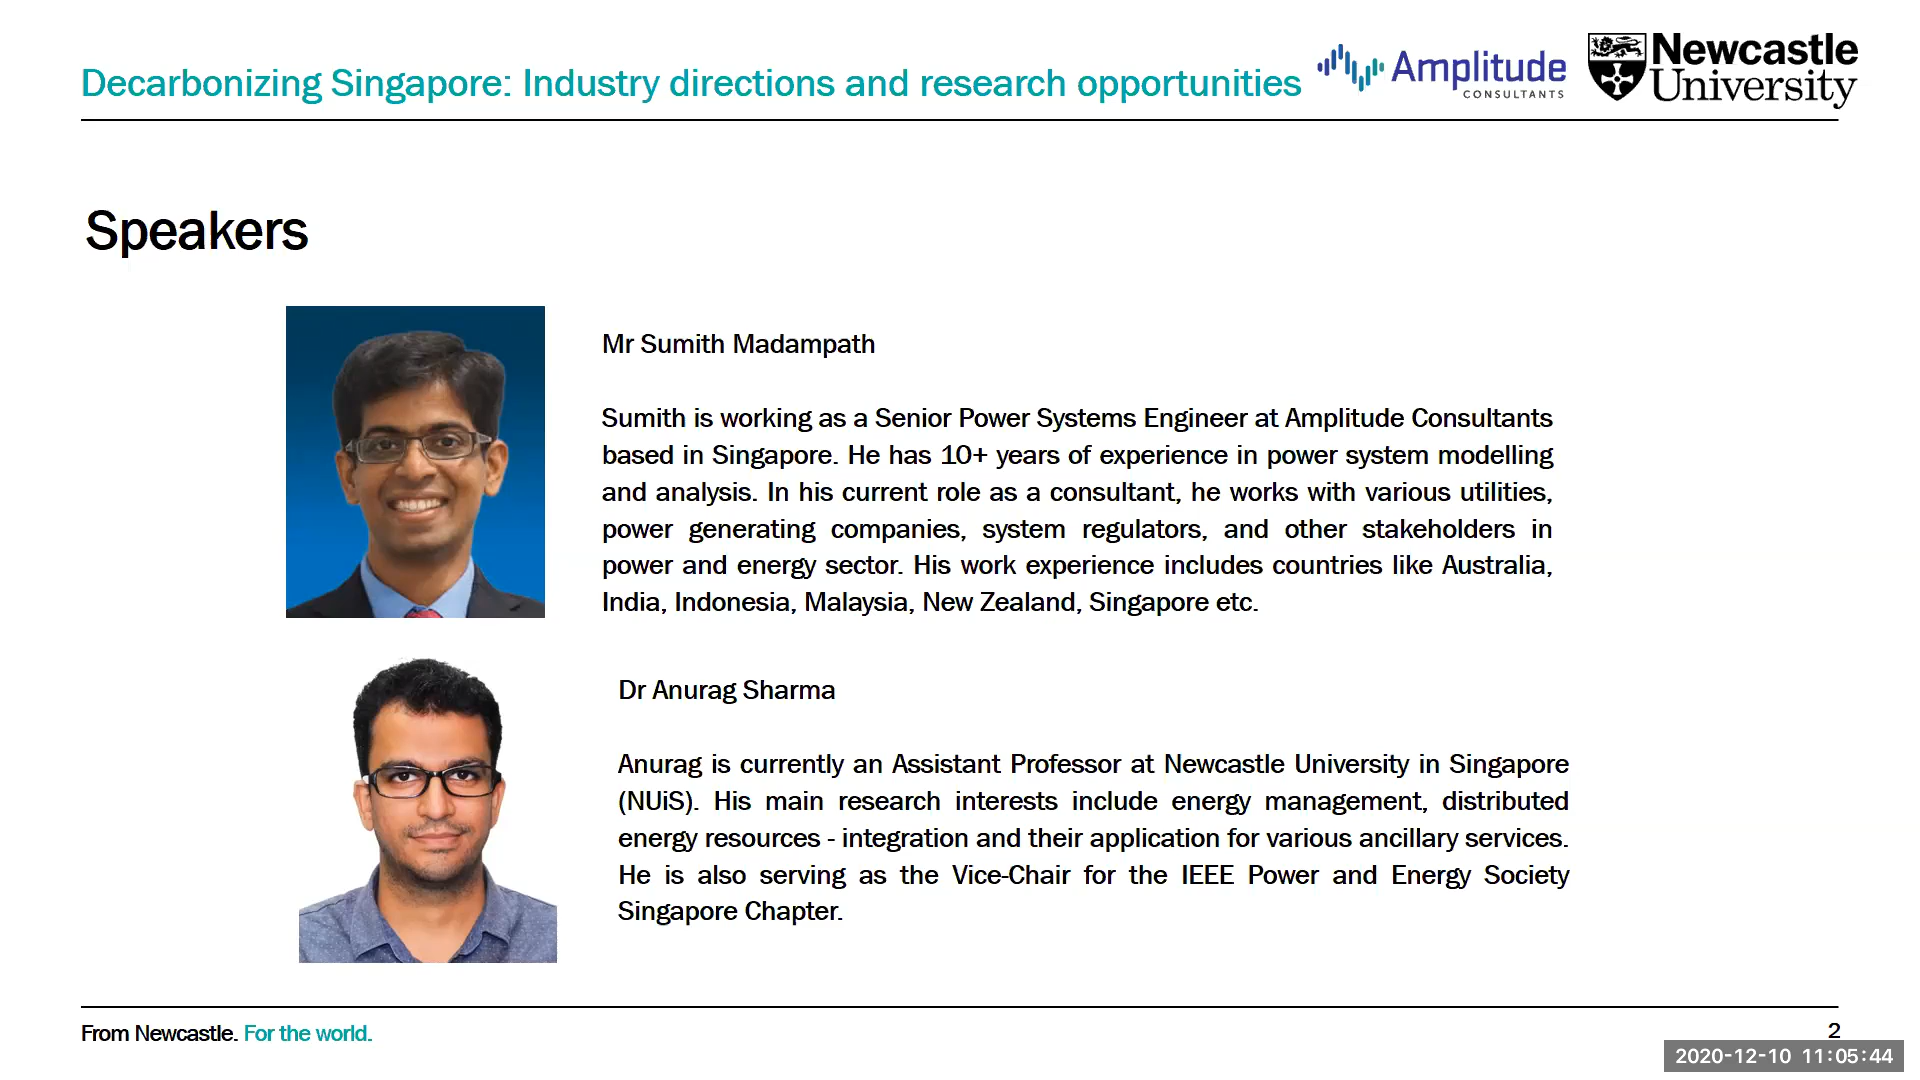 Decarbonizing Singapore: Industry directions and research opportunities
Amplitude
CONSULTANTS
Newcastle
University
Speakers
Mr Sumith Madampath
Sumith is working as a Senior Power Systems Engineer at Amplitude Consultants
based in Singapore. He has 10+ years of experience in power system modelling
and analysis. In his current role as a consultant, he works with various utilities,
power generating companies, system regulators, and other stakeholders in
power and energy sector. His work experience includes countries like Australia,
India, Indonesia, Malaysia, New Zealand, Singapore etc.
Dr Anurag Sharma
Anurag is currently an Assistant Professor at Newcastle University in Singapore
(NUiS). His main research interests include energy management, distributed
energy resources - integration and their application for various ancillary services.
He is also serving as the Vice-Chair for the IEEE Power and Energy Society
Singapore Chapter.
From Newcastle. For the world.
2
2020-12-10 11:05:44